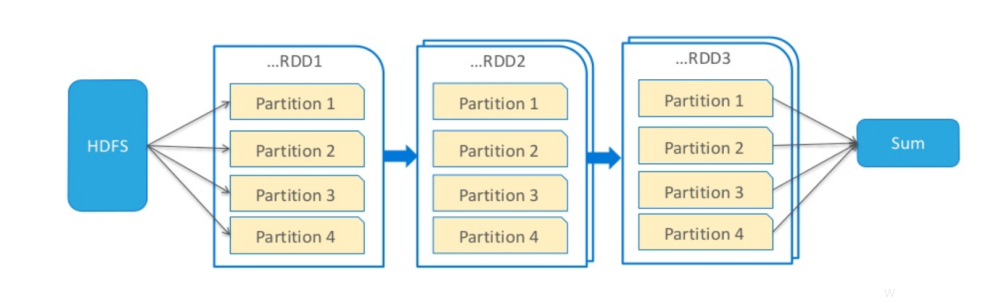 HDFS
...RDD1
Partition 1
Partition 2
Partition 3
Partition 4
...RDD2
Partition 1
Partition 2
Partition 3
Partition 4
...RDD3
Partition 1
Partition 2
Partition 3
Partition 4
Sum
W